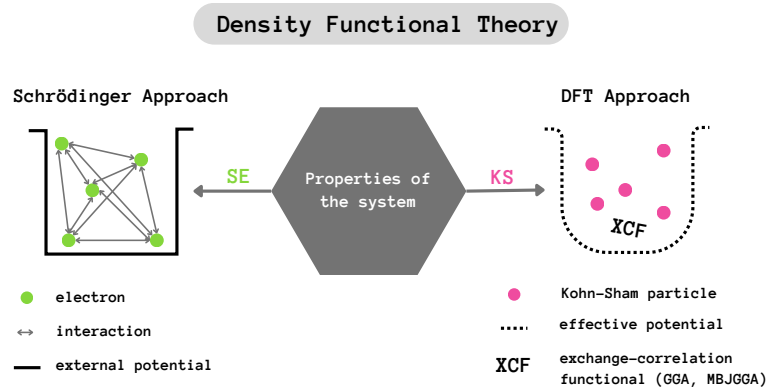 Density Functional Theory
Schrödinger Approach
DFT Approach
SE
Properties of
the system
KS
XCF
electron
interaction
external potential
Kohn-Sham particle
effective potential
XCF
exchange-correlation
functional (GGA, MBJGGA)